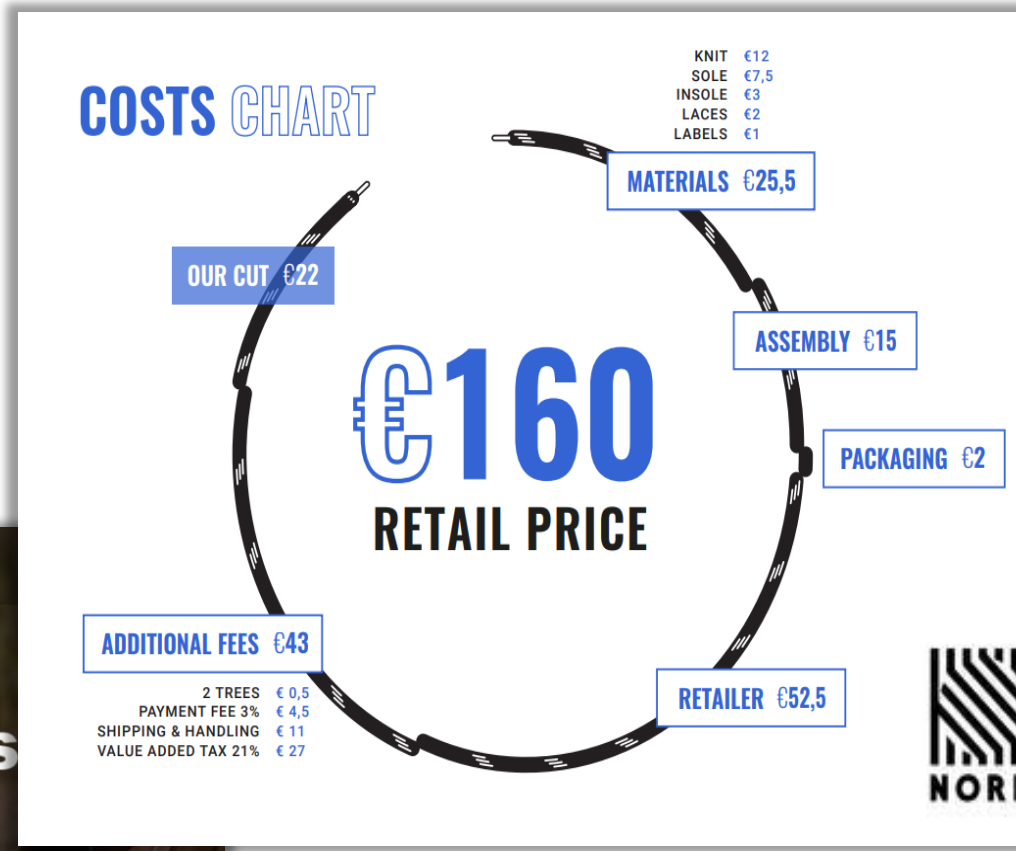 COSTS CHART
KNIT €12
SOLE €7,5
INSOLE €3
LACES €2
LABELS €1
MATERIALS €25,5
OUR CUT €22
ASSEMBLY €15
€160
RETAIL PRICE
PACKAGING €2
ADDITIONAL FEES €43
2 TREES € 0,5
PAYMENT FEE 3% € 4,5
SHIPPING & HANDLING € 11
VALUE ADDED TAX 21% € 27
RETAILER €52,5